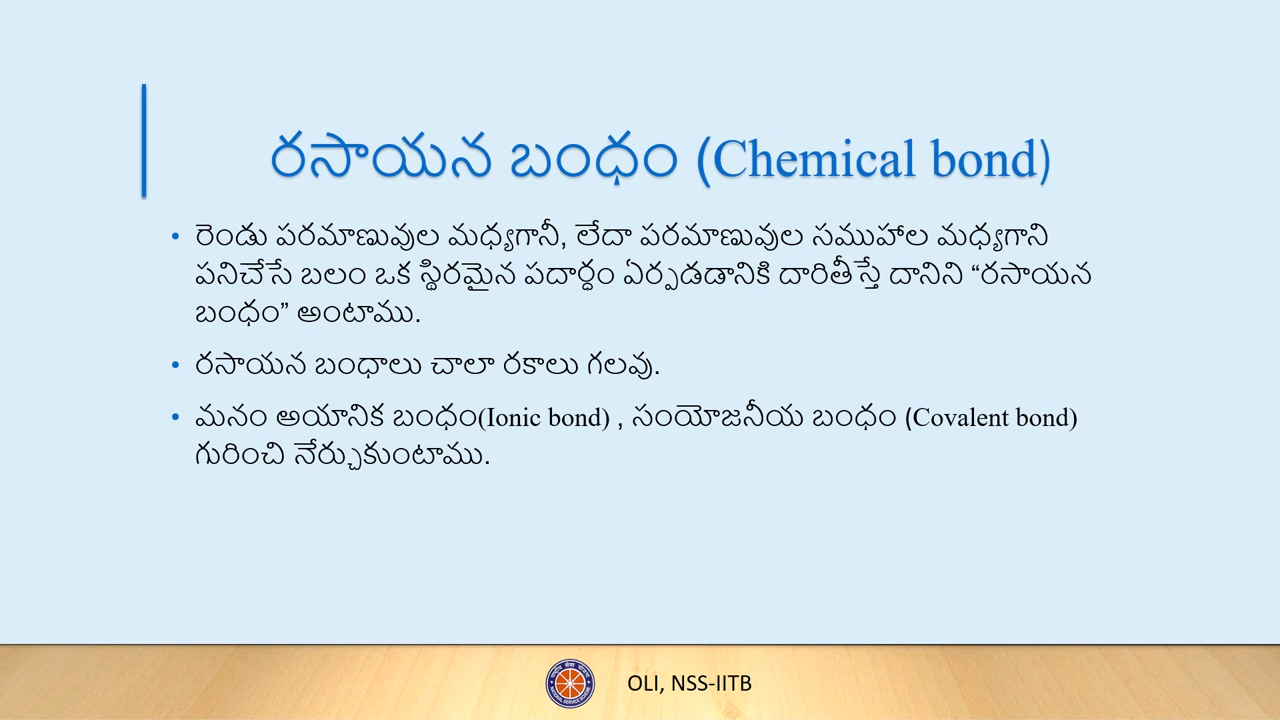 రసాయన బంధం (Chemical bond)
• రెండు పరమాణువుల మధ్యగానీ, లేదా పరమాణువుల సముహాల మధ్యగాని
పనిచేసే బలం ఒక స్థిరమైన పదార్థం ఏర్పడడానికి దారితీస్తే దానిని “రసాయన
బంధం” అంటాము.
• రసాయన బంధాలు చాలా రకాలు గలవు.
• మనం అయానిక బంధం(Ionic bond) , సంయోజనీయ బంధం (Covalent bond)
గురించి నేర్చుకుంటాము.
OLI, NSS-IITB